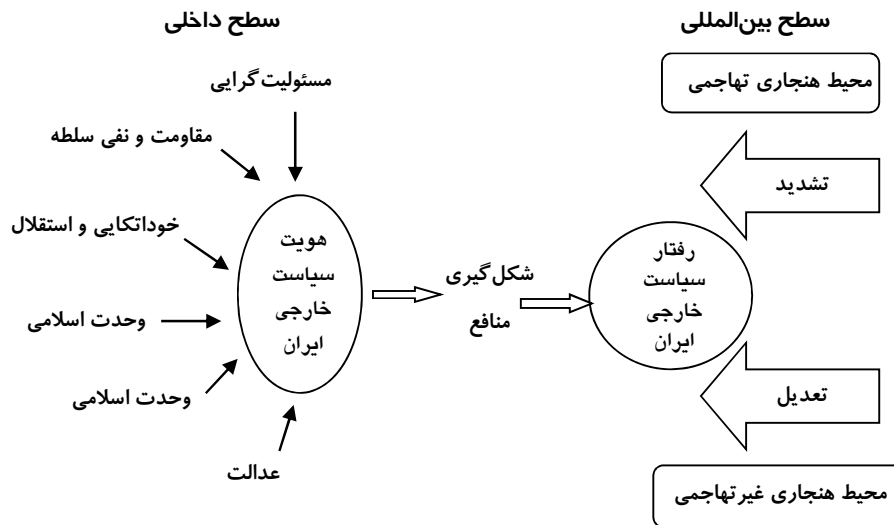 سطح بین‌المللی
سطح داخلی
محیط هنجاری تهاجمی
تشدید
رفتار
سیاست
خارجی
ایران
تعدیل
محیط هنجاری غیرتهاجمی
شکل‌گیری
منافع
هویت
سیاست
خارجی
ایران
مسئولیت‌گرایی
مقاومت و نفی سلطه
خوداتکایی و استقلال
وحدت اسلامی
وحدت اسلامی
عدالت